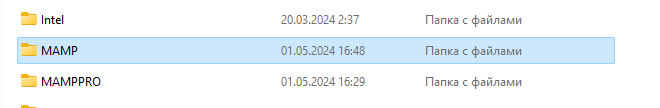 Intel 20.03.2024 2:37 Папка с файлами
MAMP 01.05.2024 16:48 Папка с файлами
MAMPPRO 01.05.2024 16:29 Папка с файлами